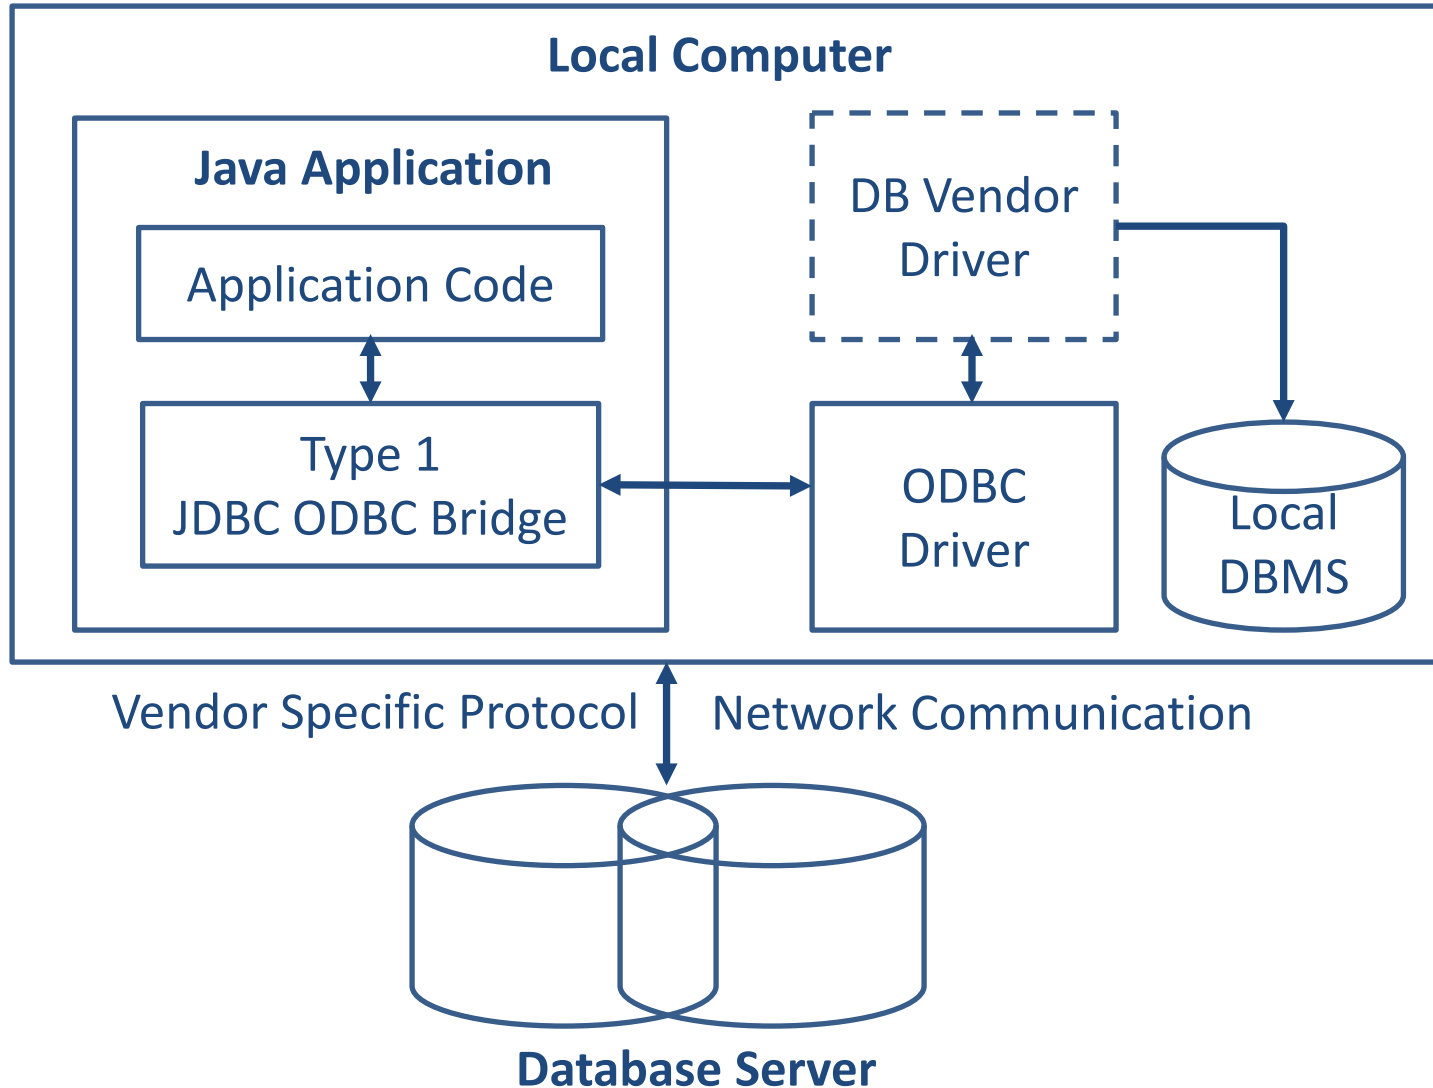 Local Computer
Java Application
Application Code
Type 1
JDBC ODBC Bridge
DB Vendor
Driver
ODBC
Driver
Local
DBMS
Vendor Specific Protocol
Network Communication
Database Server